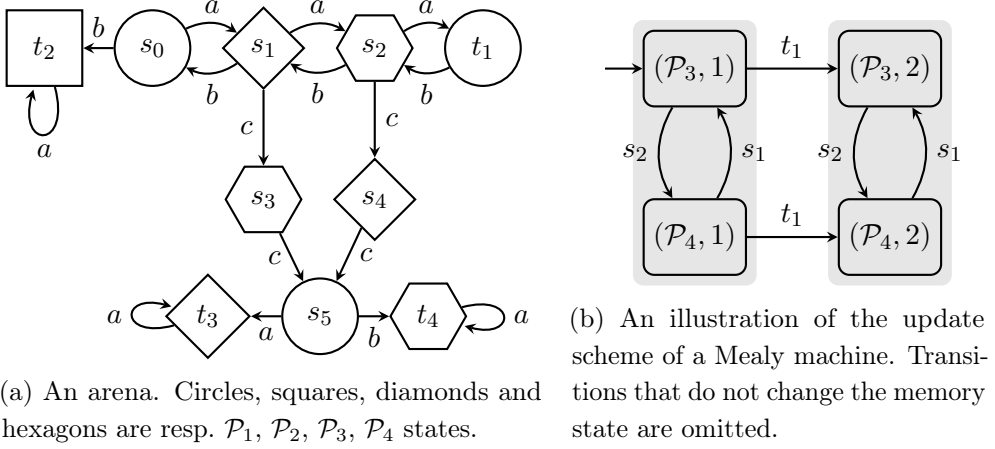 a a a
t₂ b s₀ s₁ s₂ t₁
b b b
a c c
s₃ s₄
c c
a t₃ a s₅ b t₄ a
(a) An arena. Circles, squares, diamonds and
hexagons are resp. 𝒫₁, 𝒫₂, 𝒫₃, 𝒫₄ states.
t₁
(𝒫₃, 1) (𝒫₃, 2)
s₂ s₁ s₂ s₁
t₁
(𝒫₄, 1) (𝒫₄, 2)
(b) An illustration of the update
scheme of a Mealy machine. Transi-
tions that do not change the memory
state are omitted.